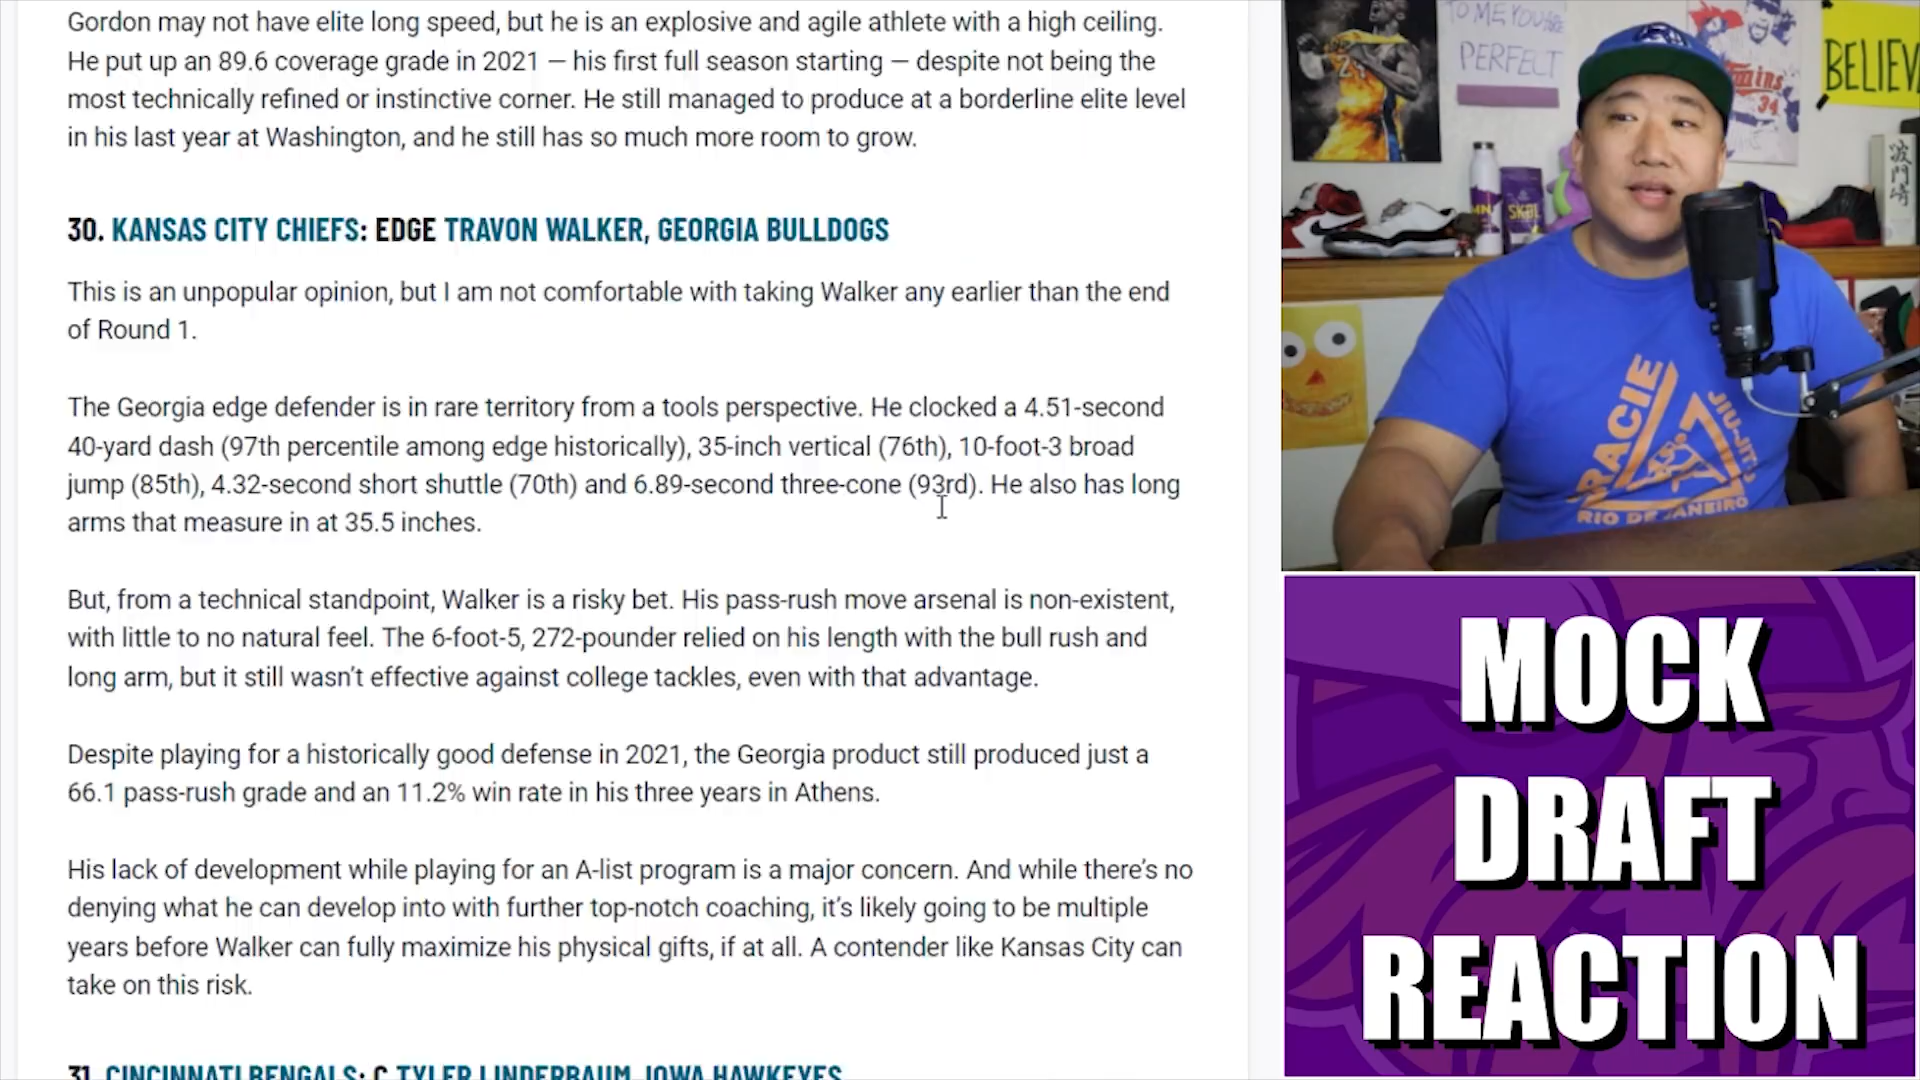 Gordon may not have elite long speed, but he is an explosive and agile athlete with a high ceiling.
He put up an 89.6 coverage grade in 2021 — his first full season starting — despite not being the
most technically refined or instinctive corner. He still managed to produce at a borderline elite level
in his last year at Washington, and he still has so much more room to grow.
30. KANSAS CITY CHIEFS: EDGE TRAVON WALKER, GEORGIA BULLDOGS
This is an unpopular opinion, but I am not comfortable with taking Walker any earlier than the end
of Round 1.
The Georgia edge defender is in rare territory from a tools perspective. He clocked a 4.51-second
40-yard dash (97th percentile among edge historically), 35-inch vertical (76th), 10-foot-3 broad
jump (85th), 4.32-second short shuttle (70th) and 6.89-second three-cone (93rd). He also has long
arms that measure in at 35.5 inches.
But, from a technical standpoint, Walker is a risky bet. His pass-rush move arsenal is non-existent,
with little to no natural feel. The 6-foot-5, 272-pounder relied on his length with the bull rush and
long arm, but it still wasn't effective against college tackles, even with that advantage.
Despite playing for a historically good defense in 2021, the Georgia product still produced just a
66.1 pass-rush grade and an 11.2% win rate in his three years in Athens.
His lack of development while playing for an A-list program is a major concern. And while there's no
denying what he can develop into with further top-notch coaching, it's likely going to be multiple
years before Walker can fully maximize his physical gifts, if at all. A contender like Kansas City can
take on this risk.
31. CINCINNATI BENGALS: C TYLER LINDERBAUM, IOWA HAWKEYES
TO ME YOU ARE
PERFECT
34
BELIEV
24
SKOL
GRACIE
JIU-JITSU
RIO DE JANEIRO
MOCK
DRAFT
REACTION